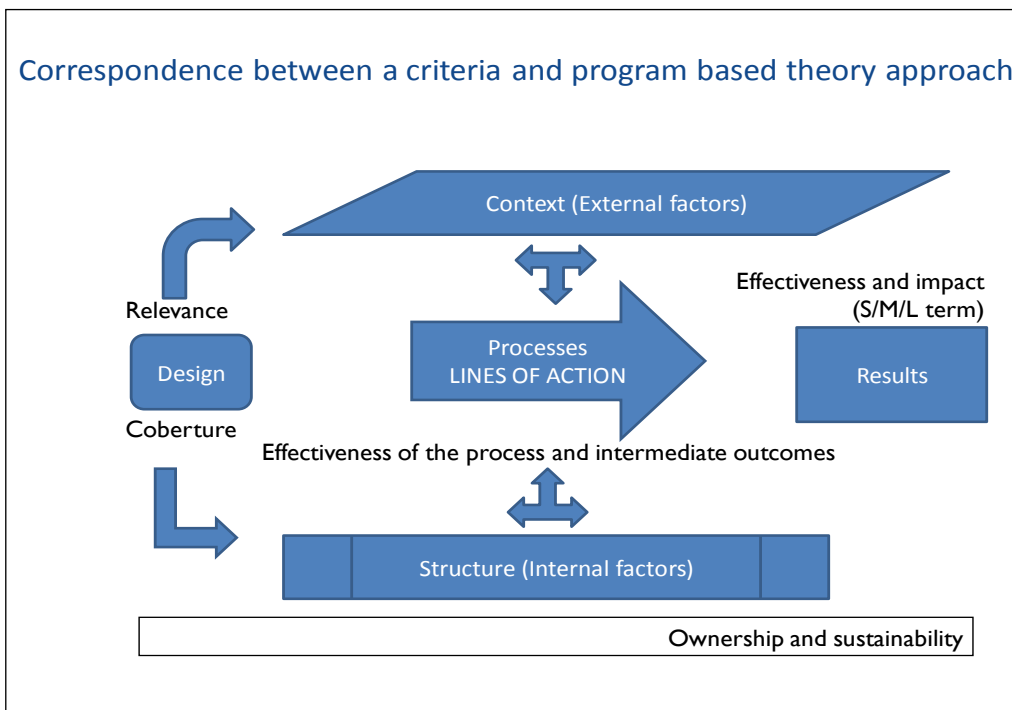 Correspondence between a criteria and program based theory approach
Context (External factors)
Effectiveness and impact
(S/M/L term)
Relevance
Design
Processes
LINES OF ACTION
Results
Coberture
Effectiveness of the process and intermediate outcomes
Structure (Internal factors)
Ownership and sustainability